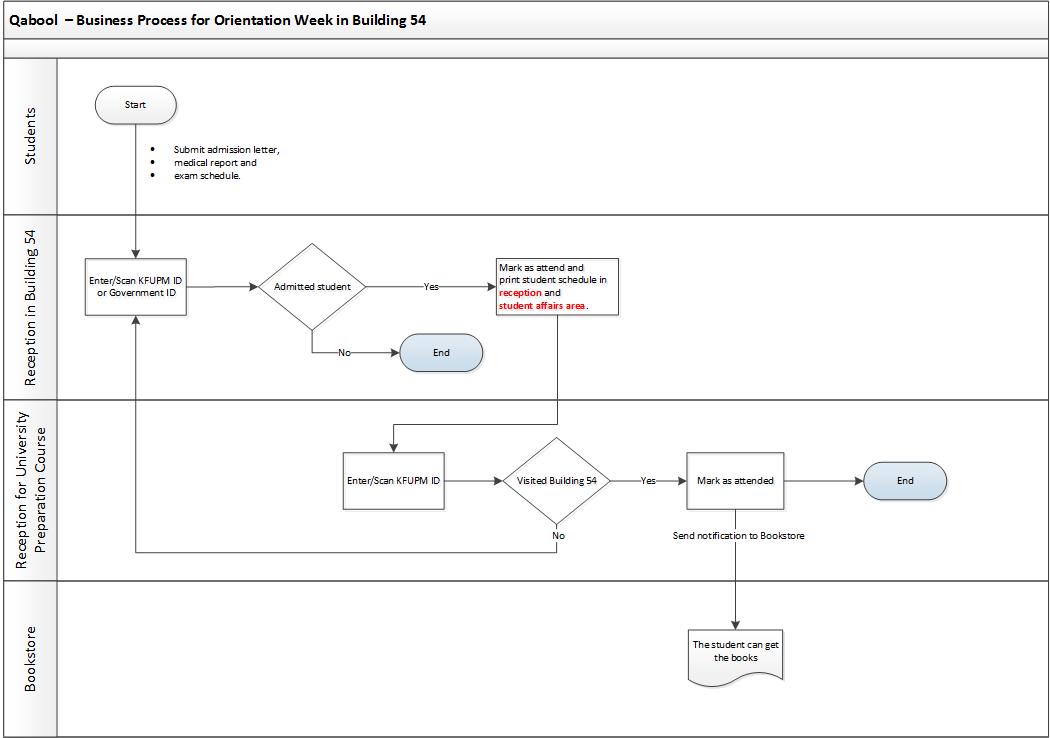 Qabool – Business Process for Orientation Week in Building 54
Students
Start
• Submit admission letter,
• medical report and
• exam schedule.
Reception in Building 54
Enter/Scan KFUPM ID
or Government ID
Admitted student
Yes
Mark as attend and
print student schedule in
reception and
student affairs area.
No
End
Reception for University
Preparation Course
Enter/Scan KFUPM ID
Visited Building 54
Yes
Mark as attended
End
No
Send notification to Bookstore
Bookstore
The student can get
the books